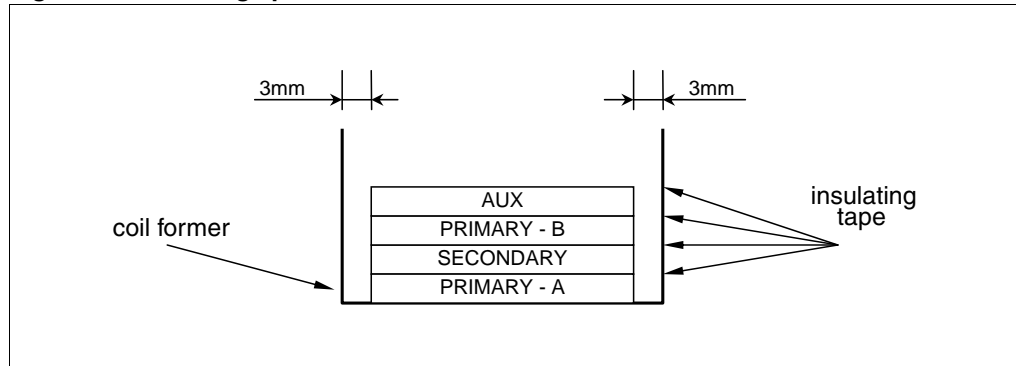 3mm
3mm
AUX
PRIMARY - B
SECONDARY
PRIMARY - A
coil former
insulating
tape